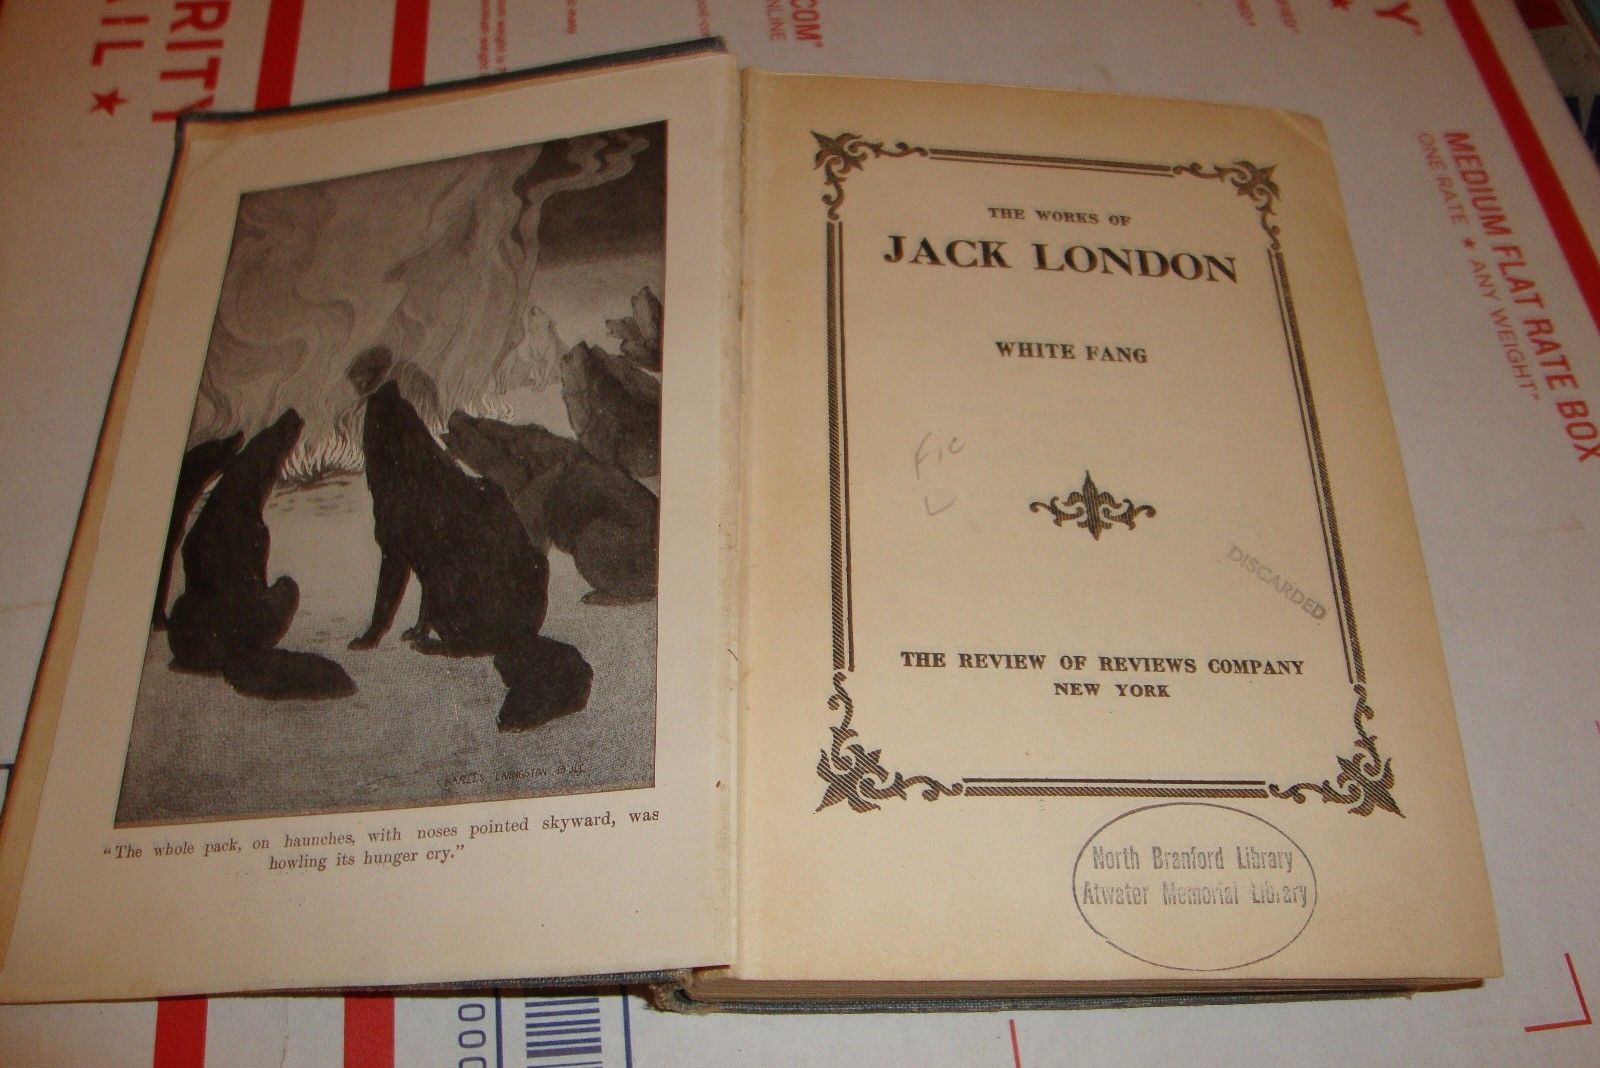 "The whole pack, on haunches, with noses pointed skyward, was
howling its hunger cry."
THE WORKS OF
JACK LONDON
WHITE FANG
Fic
L
DISCARDED
THE REVIEW OF REVIEWS COMPANY
NEW YORK
North Branford Library
Atwater Memorial Library
MEDIUM FLAT RATE BOX
ONE RATE ★ ANY WEIGHT*
LIVINGSTON BULL